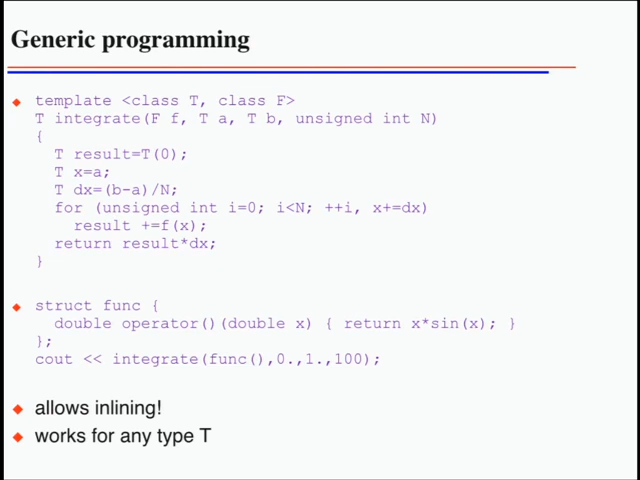 Generic programming
template <class T, class F>
T integrate(F f, T a, T b, unsigned int N)
{
T result=T(0);
T x=a;
T dx=(b-a)/N;
for (unsigned int i=0; i<N; ++i, x+=dx)
result +=f(x);
return result*dx;
}
struct func {
double operator()(double x) { return x*sin(x); }
};
cout << integrate(func(),0.,1.,100);
allows inlining!
works for any type T